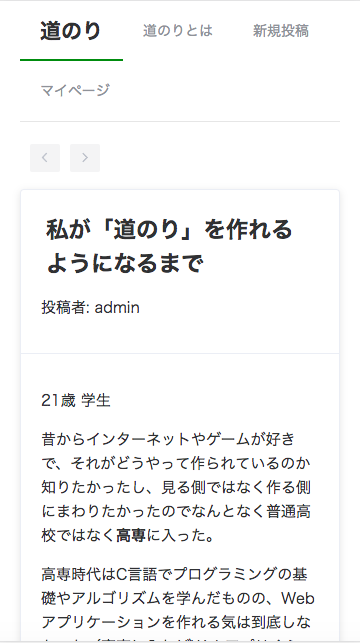 道のり
道のりとは
新規投稿
マイページ
私が「道のり」を作れる
ようになるまで
投稿者: admin
21歳 学生
昔からインターネットやゲームが好き
で、それがどうやって作られているのか
知りたかったし、見る側ではなく作る側
にまわりたかったのでなんとなく普通高
校ではなく高専に入った。
高専時代はC言語でプログラミングの基
礎やアルゴリズムを学んだものの、Web
アプリケーションを作れる気は到底しな